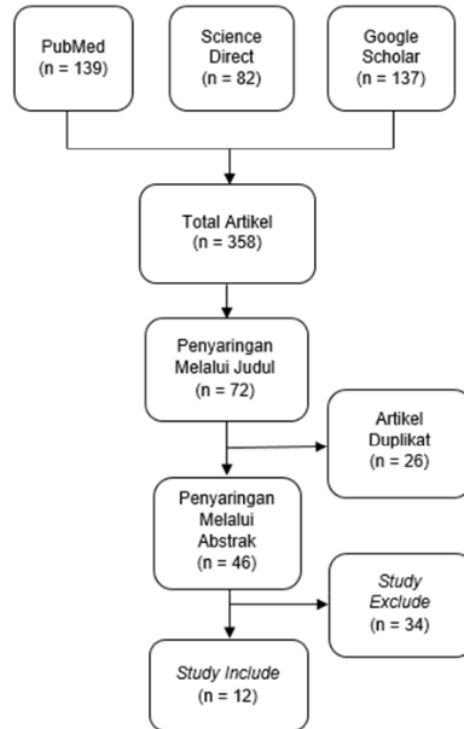 PubMed
(n = 139)
Science
Direct
(n = 82)
Google
Scholar
(n = 137)
Total Artikel
(n = 358)
Penyaringan
Melalui Judul
(n = 72)
Artikel
Duplikat
(n = 26)
Penyaringan
Melalui
Abstrak
(n = 46)
Study
Exclude
(n = 34)
Study Include
(n = 12)